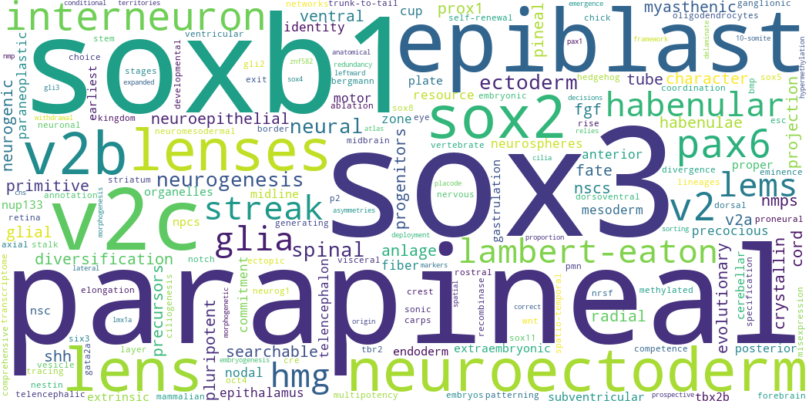 conditional territories
networks trunk-to-tail
emergence
ganglionic
interneuron
ventral
cup
prox1
self-renewal
chick
pineal
myasthenic
oligodendrocytes
soxb1
epiblast
identity
stem
ventricular
nmp
choice
earliest
paraneoplastic
neurogenic
stages
expanded
developmental
gli2
znf582
exit
sox4
anatomical
redundancy
leftward
bergmann
motor
ablation
plate
ectoderm
tube
pax1
framework
delaminate
10-somite
hypermethylation
hedgehog
character
sox5
gli3
withdrawal
neuronal
kingdom
neuroepithelial
neuromesodermal
border
atlas
neural
sox8
zone
eye
resource
embryonic
fgf
decisions
rise
relies
habenular
coordination
bmp
habenulae
esc
projection
v2b
lenses
midbrain
vertebrate
sox2
neurospheres
cilia
anterior
fate
pax6
proper
divergence
lineages
eminence
primitive
cns
striatum
neurogenesis
organelles
midline
p2
asymmetries
progenitors
placode
nervous
gastrulation
sox3
nscs
mesoderm
dorsoventral
lems
nmps
dorsal
nup133
annotation
retina
glial
axial
stalk
morphogenesis
v2c
npcs
streak
generating
deployment
v2
v2a
proneural
precocious
sorting
glia
spinal
anlage
proportion
lambert-eaton
cord
diversification
notch
ectopic
visceral
fiber
markers
rostral
pmn
comprehensive
transcriptome
lateral
elongation
nsc
lmx1a
precursors
ciliogenesis
commitment
neurog1
morphogenetic
telencephalon
origin
crest
sonic
carps
spatial
recombinase
nrsf
correct
wnt
sox11
spatio-temporal
methylated
radial
evolutionary
cerebellar
specification
crystallin
misexpression
parapineal
shh
six3
gata2a
vesicle
tracing
nestin
telencephalic
layer
lens
extrinsic
mammalian
pluripotent
searchable
nodal
cre
embryogenesis
oct4
epithalamus
hmg
tbr2
endoderm
extraembryonic
competence
posterior
neuroectoderm
multipotency
embryos
patterning
subventricular
prospective
tbx2b
forebrain